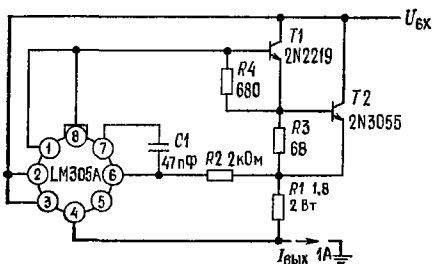 Uвх
T1
2N2219
R4
680
T2
2N3055
8
1
7
C1
47пФ
R3
68
2
LM305A
6
R2 2кОм
3
4
5
R1 1,8
2 Вт
Iвых 1А